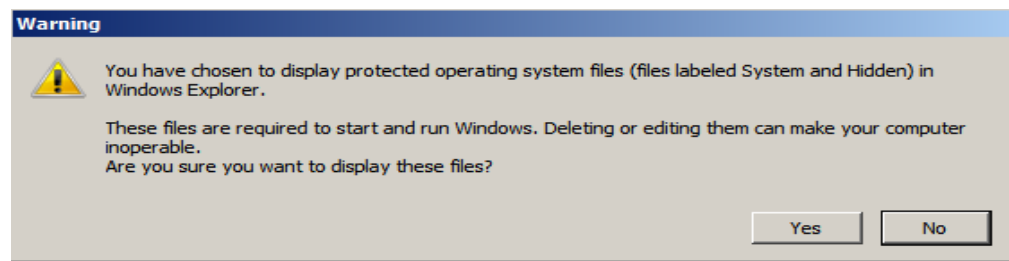 Warning
You have chosen to display protected operating system files (files labeled System and Hidden) in
Windows Explorer.
These files are required to start and run Windows. Deleting or editing them can make your computer
inoperable.
Are you sure you want to display these files?
Yes No